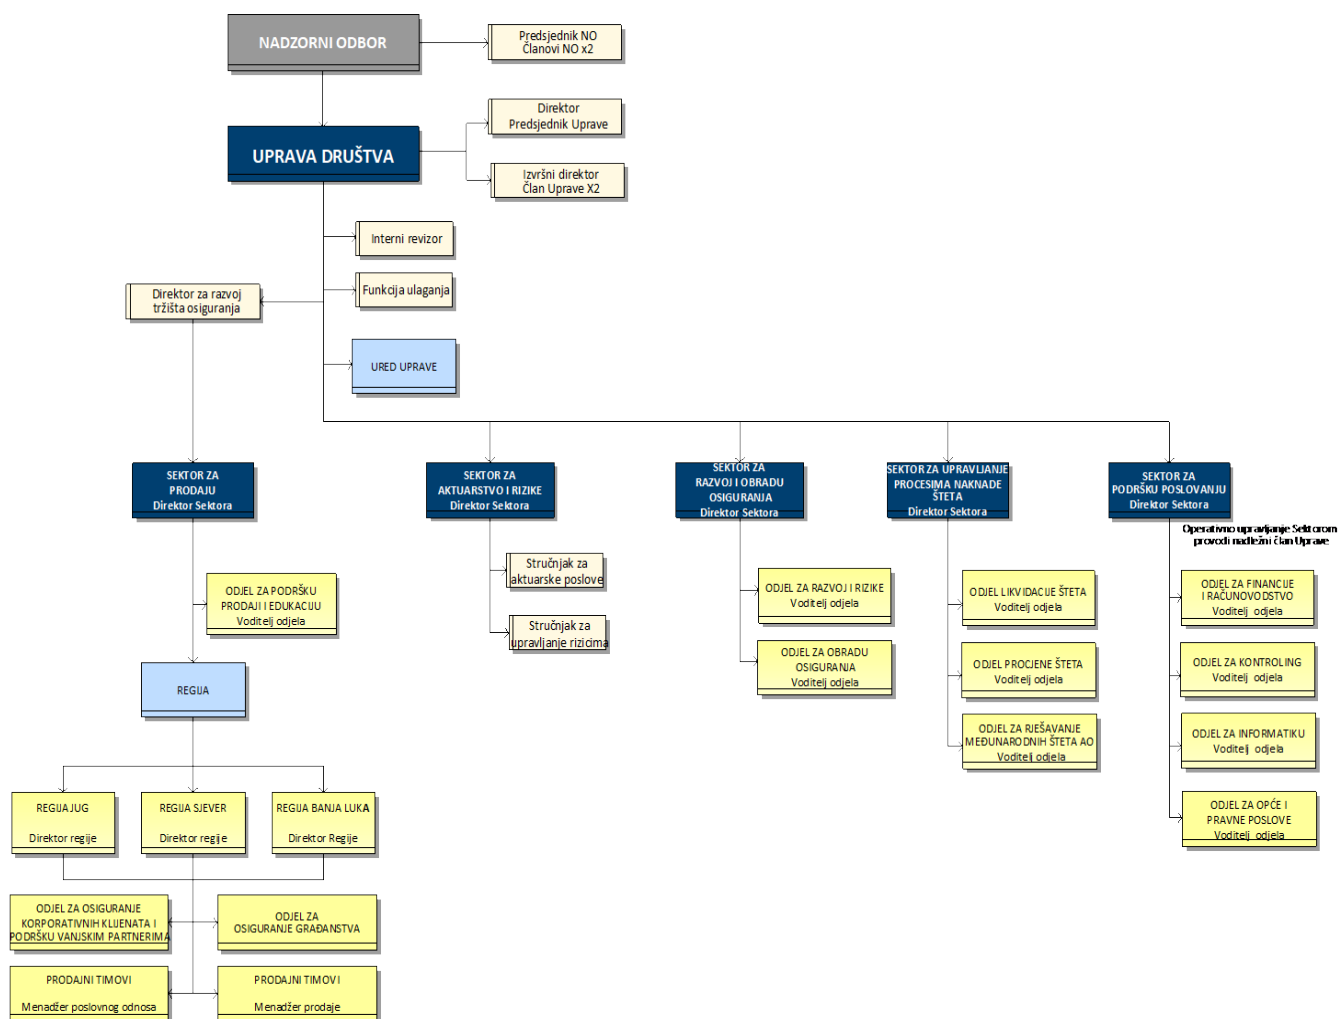 NADZORNI ODBOR
Predsjednik NO
Članovi NO x2
UPRAVA DRUŠTVA
Direktor
Predsjednik Uprave
Izvršni direktor
Član Uprave X2
Interni revizor
Funkcija ulaganja
Direktor za razvoj
tržišta osiguranja
URED UPRAVE
SEKTOR ZA
PRODAJU
Direktor Sektora
SEKTOR ZA
AKTUARSTVO I RIZIKE
Direktor Sektora
SEKTOR ZA
RAZVOJ I OBRADU
OSIGURANJA
Direktor Sektora
SEKTOR ZA UPRAVLJANJE
PROCESIMA NAKNADE
ŠTETA
Direktor Sektora
SEKTOR ZA
PODRŠKU POSLOVANJU
Direktor Sektora
Operativno upravljanje Sektorom
provodi nadležni član Uprave
ODJEL ZA PODRŠKU
PRODAJI I EDUKACIJU
Voditelj odjela
Stručnjak za
aktuarske poslove
Stručnjak za
upravljanje rizicima
ODJEL ZA RAZVOJ I RIZIKE
Voditelj odjela
ODJEL ZA OBRADU
OSIGURANJA
Voditelj odjela
ODJEL LIKVIDACIJE ŠTETA
Voditelj odjela
ODJEL PROCJENE ŠTETA
Voditelj odjela
ODJEL ZA RJEŠAVANJE
MEĐUNARODNIH ŠTETA AO
Voditelj odjela
ODJEL ZA FINANCIJE
I RAČUNOVODSTVO
Voditelj odjela
ODJEL ZA KONTROLING
Voditelj odjela
ODJEL ZA INFORMATIKU
Voditelj odjela
ODJEL ZA OPĆE I
PRAVNE POSLOVE
Voditelj odjela
REGIJA
REGIJA JUG
Direktor regije
REGIJA SJEVER
Direktor regije
REGIJA BANJA LUKA
Direktor Regije
ODJEL ZA OSIGURANJE
KORPORATIVNIH KLIJENATA I
PODRŠKU VANJSKIM PARTNERIMA
ODJEL ZA
OSIGURANJE GRAĐANSTVA
PRODAJNI TIMOVI
Menadžer poslovnog odnosa
PRODAJNI TIMOVI
Menadžer prodaje